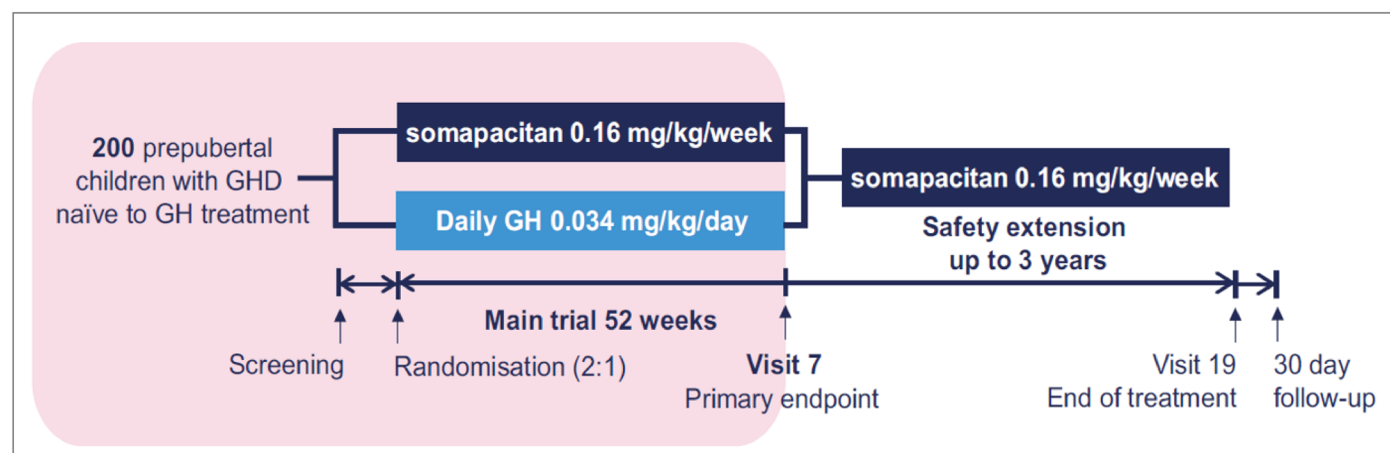 200 prepubertal
children with GHD
naïve to GH treatment
somapacitan 0.16 mg/kg/week
Daily GH 0.034 mg/kg/day
somapacitan 0.16 mg/kg/week
Safety extension
up to 3 years
Main trial 52 weeks
Screening
Randomisation (2:1)
Visit 7
Primary endpoint
Visit 19
End of treatment
30 day
follow-up